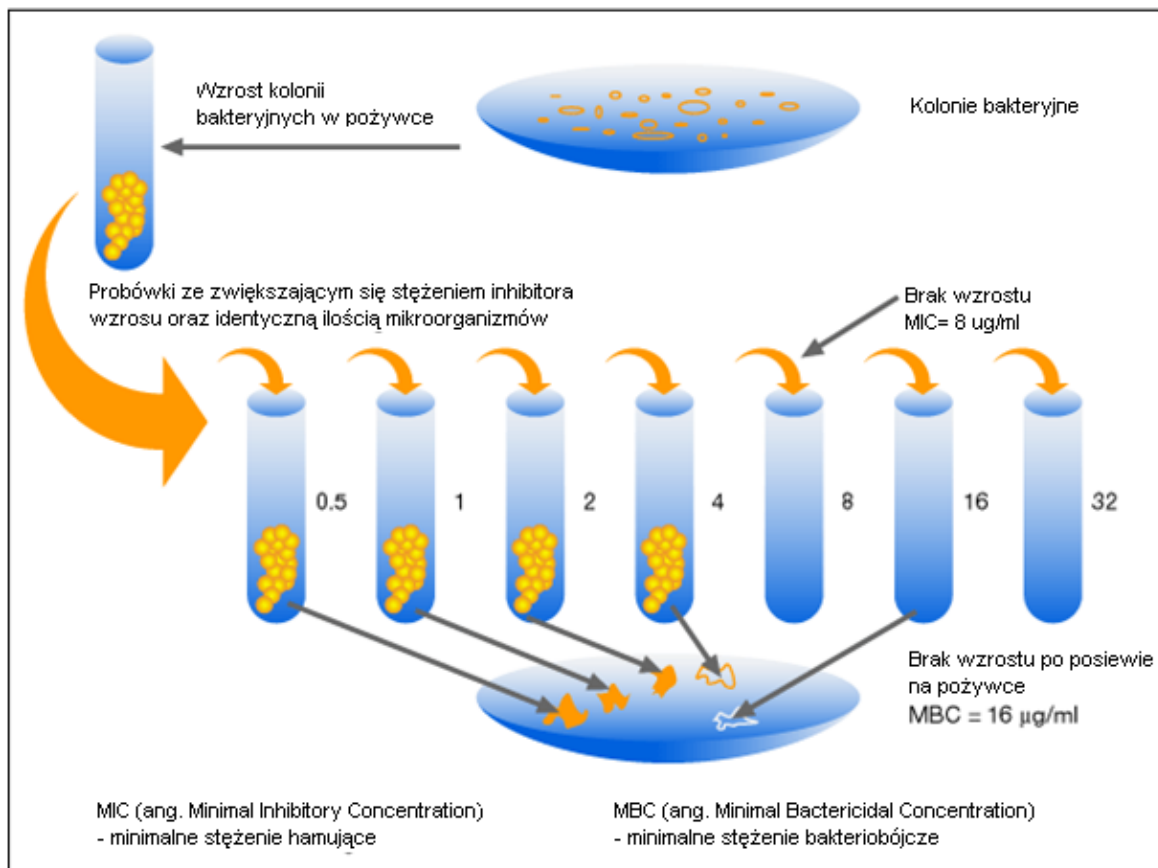 Wzrost kolonii
bakteryjnych w pożywce
Kolonie bakteryjne
Probówki ze zwiększającym się stężeniem inhibitora
wzrosu oraz identyczną ilością mikroorganizmów
Brak wzrostu
MIC= 8 ug/ml
0.5 1 2 4 8 16 32
Brak wzrostu po posiewie
na pożywce
MBC = 16 µg/ml
MIC (ang. Minimal Inhibitory Concentration)
- minimalne stężenie hamujące
MBC (ang. Minimal Bactericidal Concentration)
- minimalne stężenie bakteriobójcze